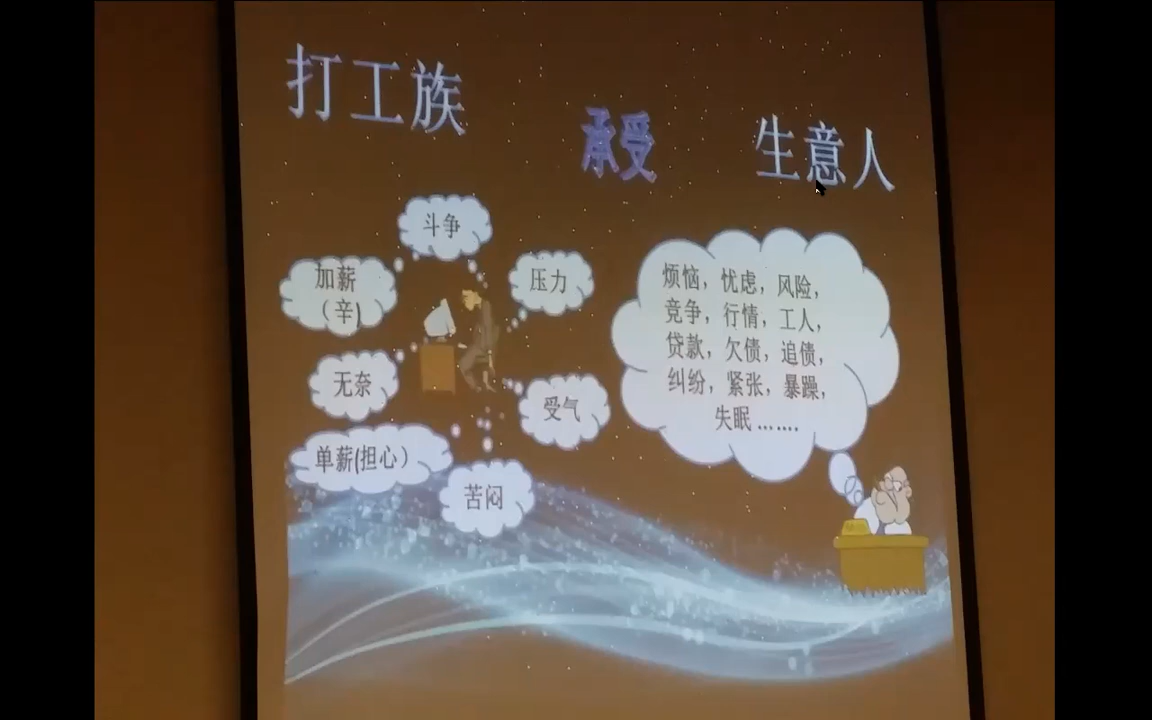 打工族
承受
生意人
斗争
加薪
（辛)
压力
无奈
受气
单薪(担心）
苦闷
烦恼，忧虑，风险，
竞争，行情，工人，
贷款，欠债，追债，
纠纷，紧张，暴躁，
失眠…….